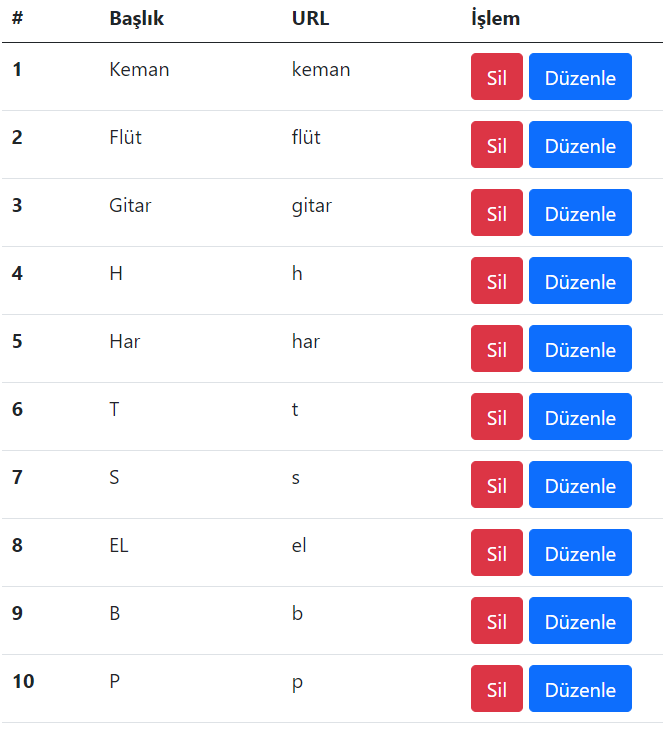 # Başlık URL İşlem
1 Keman keman Sil Düzenle
2 Flüt flüt Sil Düzenle
3 Gitar gitar Sil Düzenle
4 H h Sil Düzenle
5 Har har Sil Düzenle
6 T t Sil Düzenle
7 S s Sil Düzenle
8 EL el Sil Düzenle
9 B b Sil Düzenle
10 P p Sil Düzenle